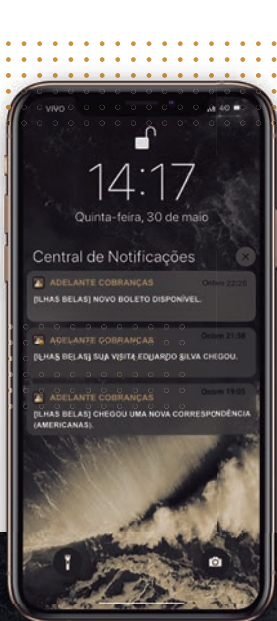 VIVO
4G
14:17
Quinta-feira, 30 de maio
Central de Notificações
ADELANTE COBRANÇAS
Ontem 22:20
[ILHAS BELAS] NOVO BOLETO DISPONÍVEL.
ADELANTE COBRANÇAS
Ontem 21:58
[ILHAS BELAS] SUA VISITA EDUARDO SILVA CHEGOU.
ADELANTE COBRANÇAS
Ontem 19:05
[ILHAS BELAS] CHEGOU UMA NOVA CORRESPONDÊNCIA
(AMERICANAS).